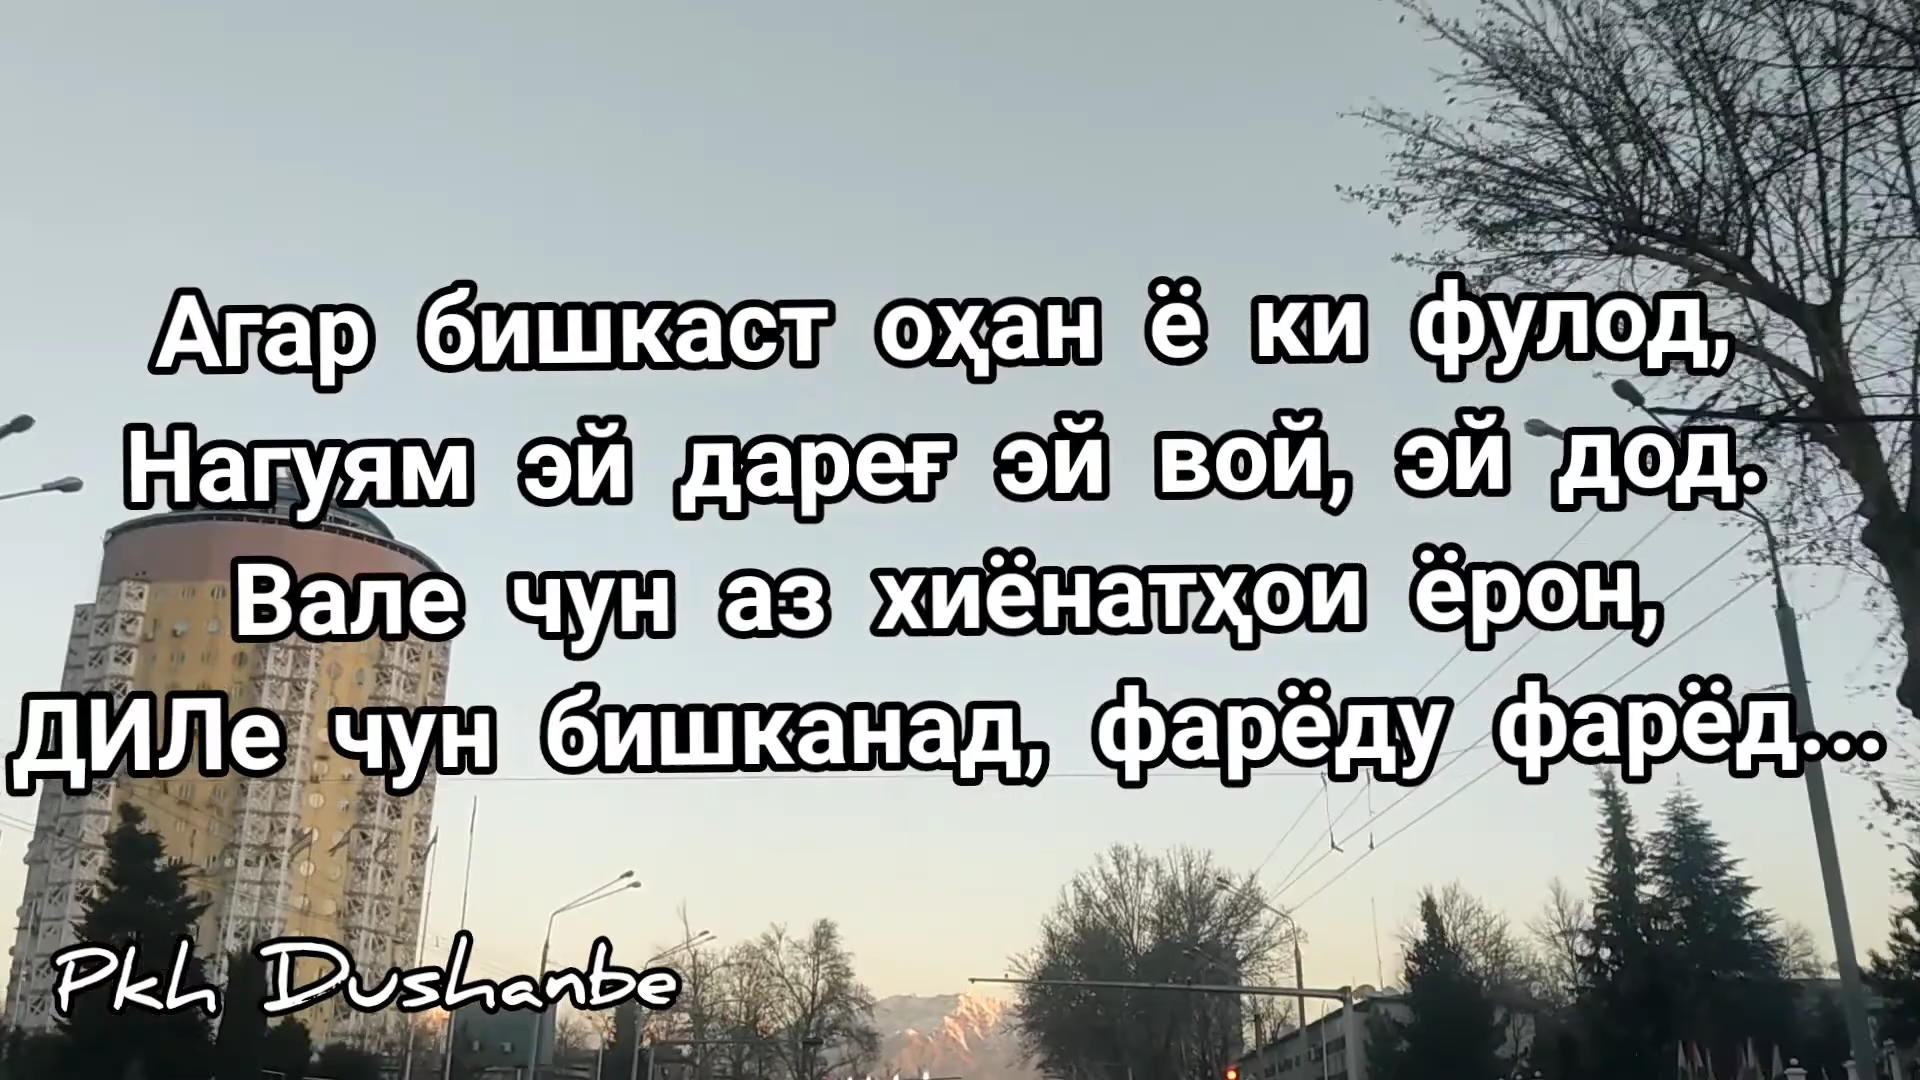 Агар бишкаст оҳан ё ки фулод,
Нагуям эй дареғ эй вой, эй дод.
Вале чун аз хиёнатҳои ёрон,
ДИЛе чун бишканад, фарёду фарёд...
Pkh Dushanbe